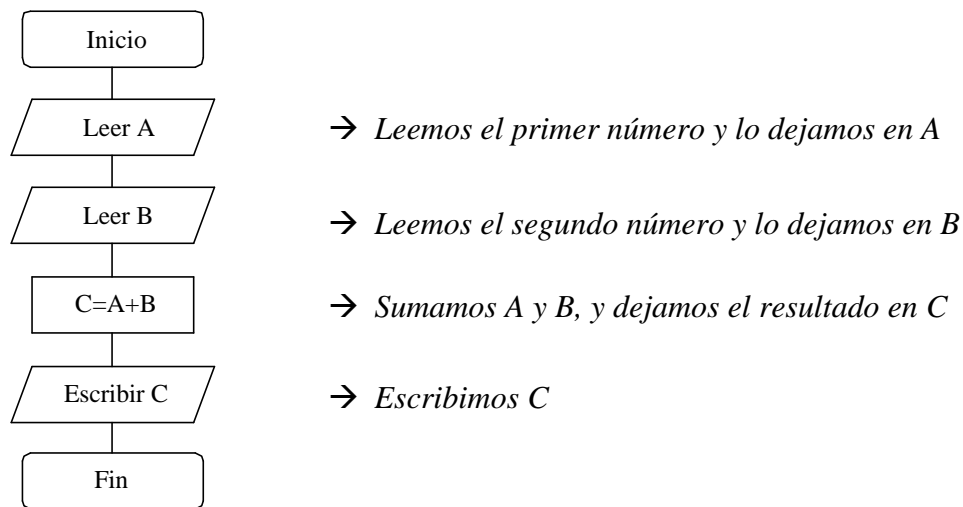 Inicio
Leer A
→ Leemos el primer número y lo dejamos en A
Leer B
→ Leemos el segundo número y lo dejamos en B
C=A+B
→ Sumamos A y B, y dejamos el resultado en C
Escribir C
→ Escribimos C
Fin